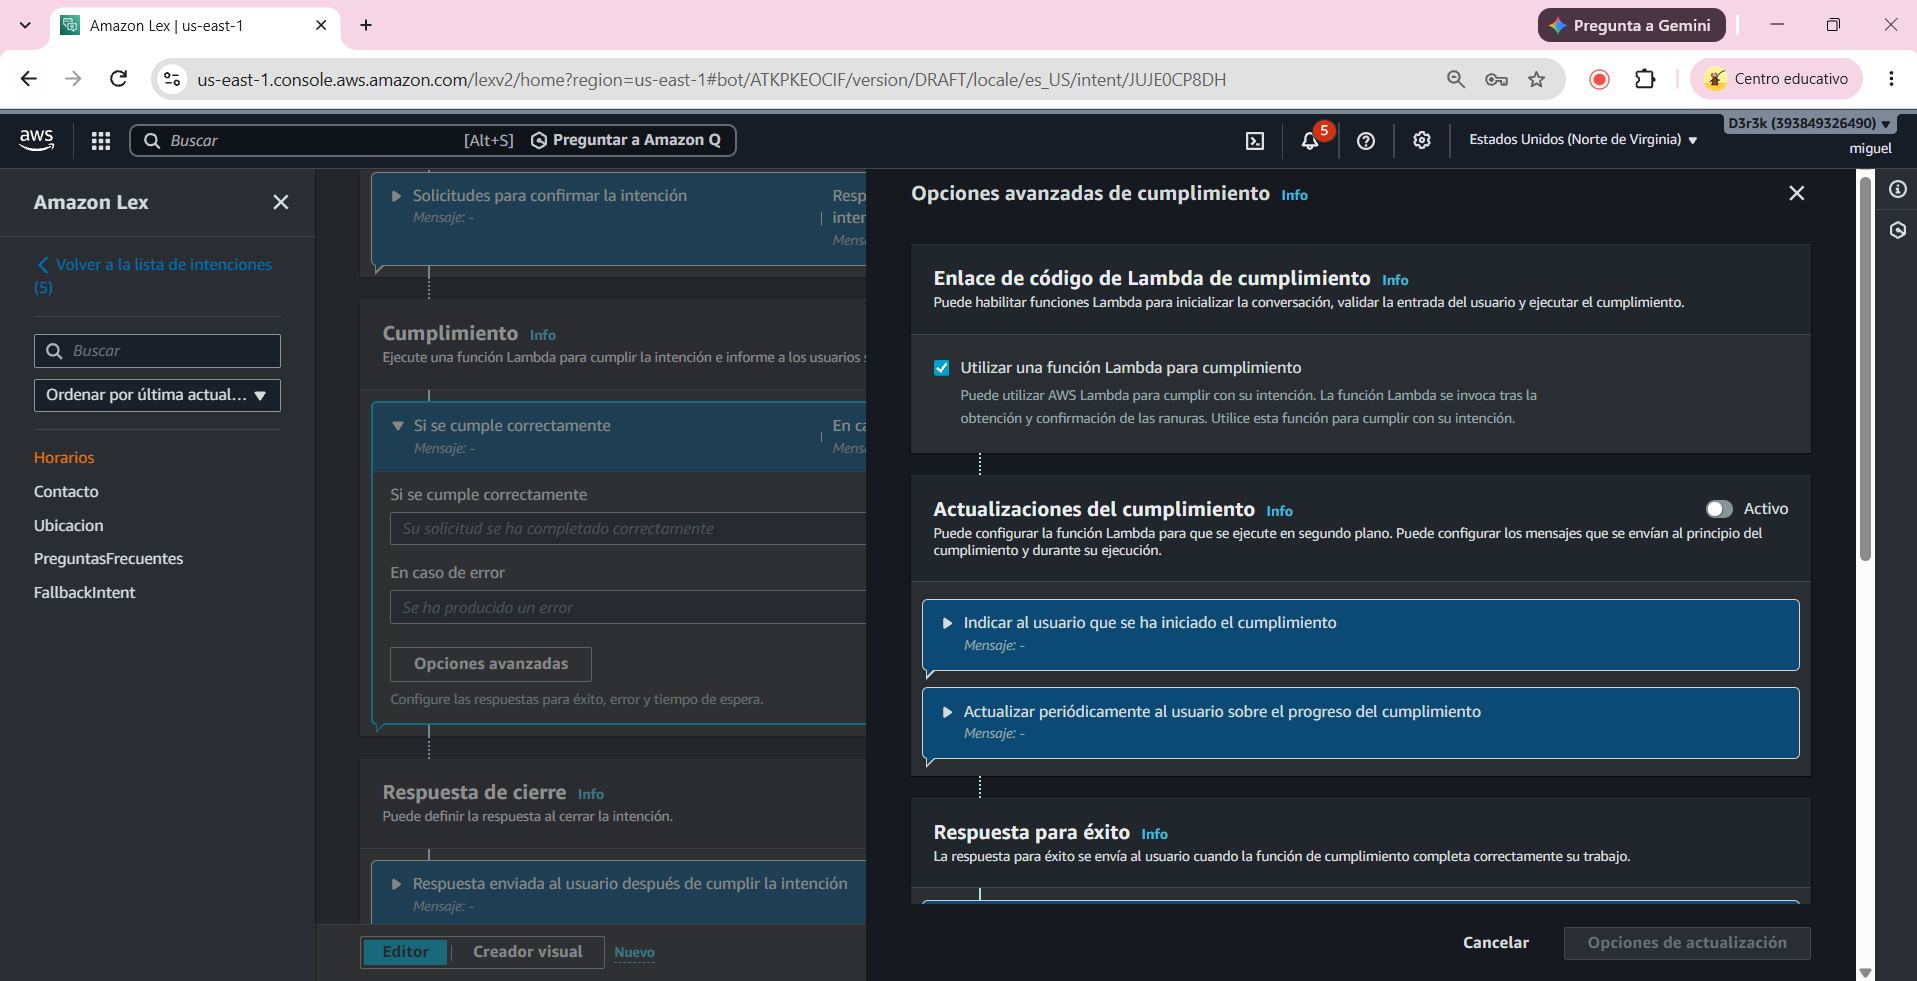 Amazon Lex | us-east-1
Pregunta a Gemini
us-east-1.console.aws.amazon.com/lexv2/home?region=us-east-1#bot/ATKPKEOCIF/version/DRAFT/locale/es_US/intent/JUJE0CP8DH
Centro educativo
aws
Buscar
[Alt+S]
Preguntar a Amazon Q
5
Estados Unidos (Norte de Virginia)
D3r3k (393849326490)
miguel
Amazon Lex
Volver a la lista de intenciones
(5)
Buscar
Ordenar por última actual...
Horarios
Contacto
Ubicacion
PreguntasFrecuentes
FallbackIntent
Solicitudes para confirmar la intención
Mensaje: -
Resp
inter
Mens
Cumplimiento Info
Ejecute una función Lambda para cumplir la intención e informe a los usuarios s
Si se cumple correctamente
Mensaje: -
En ca
Mens
Si se cumple correctamente
Su solicitud se ha completado correctamente
En caso de error
Se ha producido un error
Opciones avanzadas
Configure las respuestas para éxito, error y tiempo de espera.
Respuesta de cierre Info
Puede definir la respuesta al cerrar la intención.
Respuesta enviada al usuario después de cumplir la intención
Mensaje: -
Editor
Creador visual
Nuevo
Opciones avanzadas de cumplimiento Info
Enlace de código de Lambda de cumplimiento Info
Puede habilitar funciones Lambda para inicializar la conversación, validar la entrada del usuario y ejecutar el cumplimiento.
Utilizar una función Lambda para cumplimiento
Puede utilizar AWS Lambda para cumplir con su intención. La función Lambda se invoca tras la
obtención y confirmación de las ranuras. Utilice esta función para cumplir con su intención.
Actualizaciones del cumplimiento Info
Activo
Puede configurar la función Lambda para que se ejecute en segundo plano. Puede configurar los mensajes que se envían al principio del
cumplimiento y durante su ejecución.
Indicar al usuario que se ha iniciado el cumplimiento
Mensaje: -
Actualizar periódicamente al usuario sobre el progreso del cumplimiento
Mensaje: -
Respuesta para éxito Info
La respuesta para éxito se envía al usuario cuando la función de cumplimiento completa correctamente su trabajo.
Cancelar
Opciones de actualización